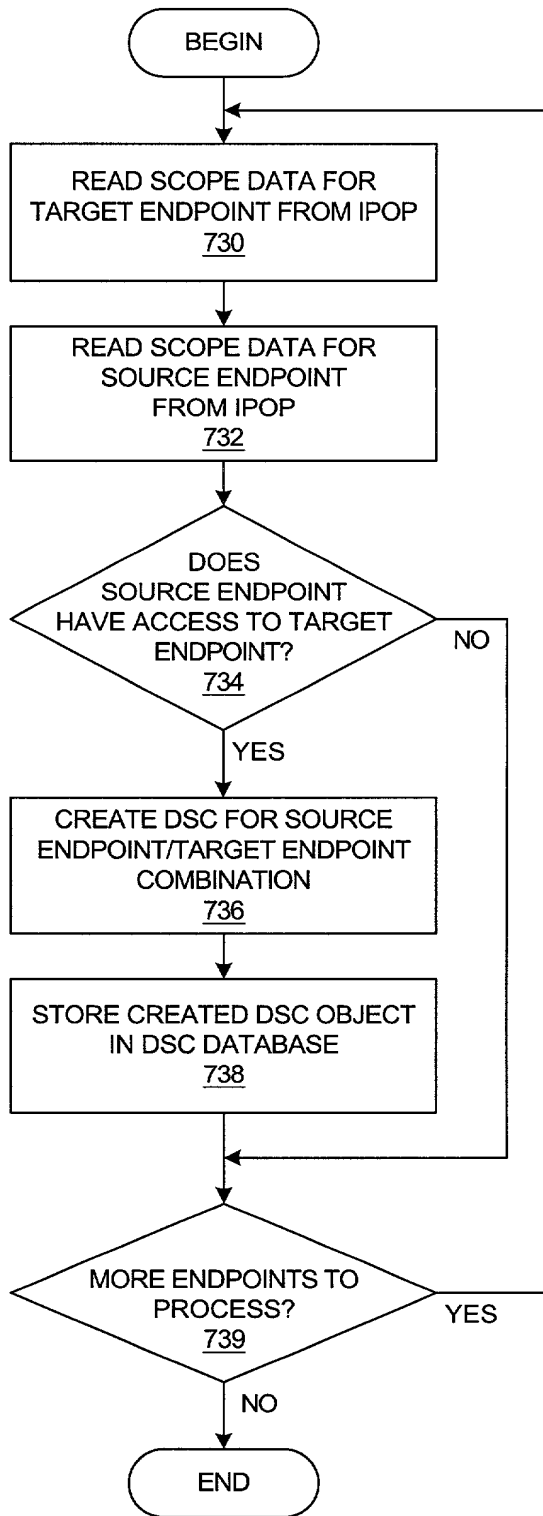 BEGIN
READ SCOPE DATA FOR
TARGET ENDPOINT FROM IPOP
730
READ SCOPE DATA FOR
SOURCE ENDPOINT
FROM IPOP
732
DOES
SOURCE ENDPOINT
HAVE ACCESS TO TARGET
ENDPOINT?
734
NO
YES
CREATE DSC FOR SOURCE
ENDPOINT/TARGET ENDPOINT
COMBINATION
736
STORE CREATED DSC OBJECT
IN DSC DATABASE
738
MORE ENDPOINTS TO
PROCESS?
739
YES
NO
END